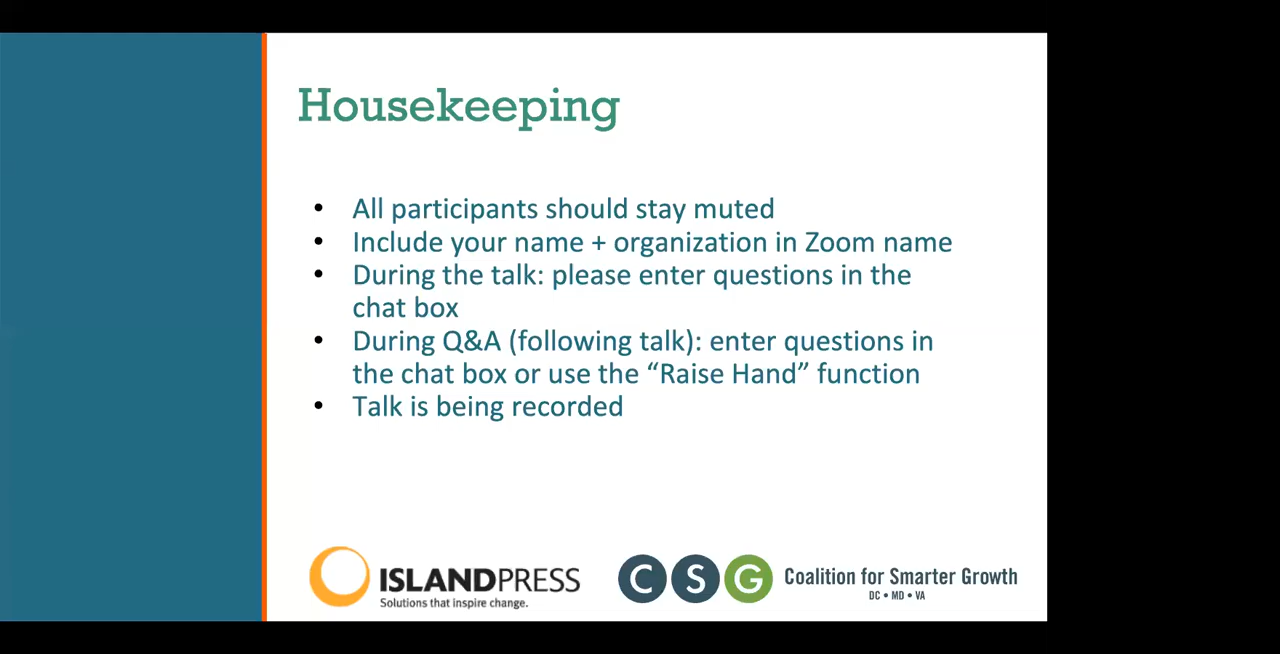 Housekeeping
• All participants should stay muted
• Include your name + organization in Zoom name
• During the talk: please enter questions in the
chat box
• During Q&A (following talk): enter questions in
the chat box or use the “Raise Hand” function
• Talk is being recorded
ISLANDPRESS
Solutions that inspire change.
CSG
Coalition for Smarter Growth
DC • MD • VA